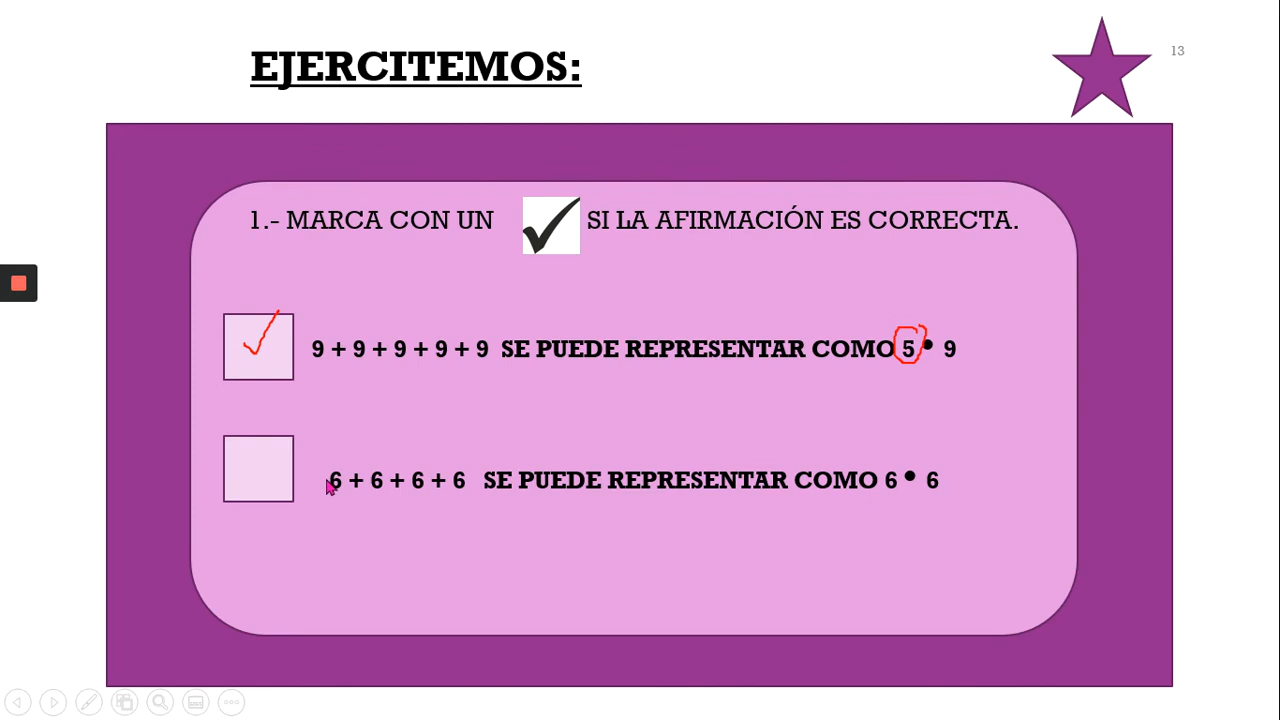 13
EJERCITEMOS:
1.- MARCA CON UN ✓ SI LA AFIRMACIÓN ES CORRECTA.
✓ 9 + 9 + 9 + 9 + 9 SE PUEDE REPRESENTAR COMO 5 • 9
6 + 6 + 6 + 6 SE PUEDE REPRESENTAR COMO 6 • 6